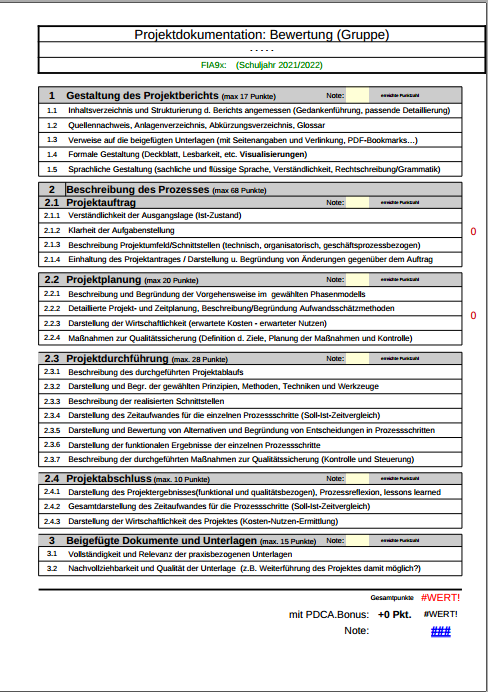 Projektdokumentation: Bewertung (Gruppe)
. . . . .
FIA9x: (Schuljahr 2021/2022)
1 Gestaltung des Projektberichts (max 17 Punkte) Note: erreichte Punktzahl
1.1 Inhaltsverzeichnis und Strukturierung d. Berichts angemessen (Gedankenführung, passende Detaillierung)
1.2 Quellennachweis, Anlagenverzeichnis, Abkürzungsverzeichnis, Glossar
1.3 Verweise auf die beigefügten Unterlagen (mit Seitenangaben und Verlinkung, PDF-Bookmarks...)
1.4 Formale Gestaltung (Deckblatt, Lesbarkeit, etc. Visualisierungen)
1.5 Sprachliche Gestaltung (sachliche und flüssige Sprache, Verständlichkeit, Rechtschreibung/Grammatik)
2 Beschreibung des Prozesses (max 68 Punkte)
2.1 Projektauftrag Note: erreichte Punktzahl
2.1.1 Verständlichkeit der Ausgangslage (Ist-Zustand)
2.1.2 Klarheit der Aufgabenstellung 0
2.1.3 Beschreibung Projektumfeld/Schnittstellen (technisch, organisatorisch, geschäftsprozessbezogen)
2.1.4 Einhaltung des Projektantrages / Darstellung u. Begründung von Änderungen gegenüber dem Auftrag
2.2 Projektplanung (max 20 Punkte) Note: erreichte Punktzahl
2.2.1 Beschreibung und Begründung der Vorgehensweise im gewählten Phasenmodells
2.2.2 Detaillierte Projekt- und Zeitplanung, Beschreibung/Begründung Aufwandsschätzmethoden 0
2.2.3 Darstellung der Wirtschaftlichkeit (erwartete Kosten - erwarteter Nutzen)
2.2.4 Maßnahmen zur Qualitätssicherung (Definition d. Ziele, Planung der Maßnahmen und Kontrolle)
2.3 Projektdurchführung (max. 28 Punkte) Note: erreichte Punktzahl
2.3.1 Beschreibung des durchgeführten Projektablaufs
2.3.2 Darstellung und Begr. der gewählten Prinzipien, Methoden, Techniken und Werkzeuge
2.3.3 Beschreibung der realisierten Schnittstellen
2.3.4 Darstellung des Zeitaufwandes für die einzelnen Prozessschritte (Soll-Ist-Zeitvergleich)
2.3.5 Darstellung und Bewertung von Alternativen und Begründung von Entscheidungen in Prozessschritten
2.3.6 Darstellung der funktionalen Ergebnisse der einzelnen Prozessschritte
2.3.7 Beschreibung der durchgeführten Maßnahmen zur Qualitätssicherung (Kontrolle und Steuerung)
2.4 Projektabschluss (max. 10 Punkte) Note: erreichte Punktzahl
2.4.1 Darstellung des Projektergebnisses(funktional und qualitätsbezogen), Prozessreflexion, lessons learned
2.4.2 Gesamtdarstellung des Zeitaufwandes für die Prozessschritte (Soll-Ist-Zeitvergleich)
2.4.3 Darstellung der Wirtschaftlichkeit des Projektes (Kosten-Nutzen-Ermittlung)
3 Beigefügte Dokumente und Unterlagen (max. 15 Punkte) Note: erreichte Punktzahl
3.1 Vollständigkeit und Relevanz der praxisbezogenen Unterlagen
3.2 Nachvollziehbarkeit und Qualität der Unterlage (z.B. Weiterführung des Projektes damit möglich?)
Gesamtpunkte #WERT!
mit PDCA.Bonus: +0 Pkt. #WERT!
Note: ###